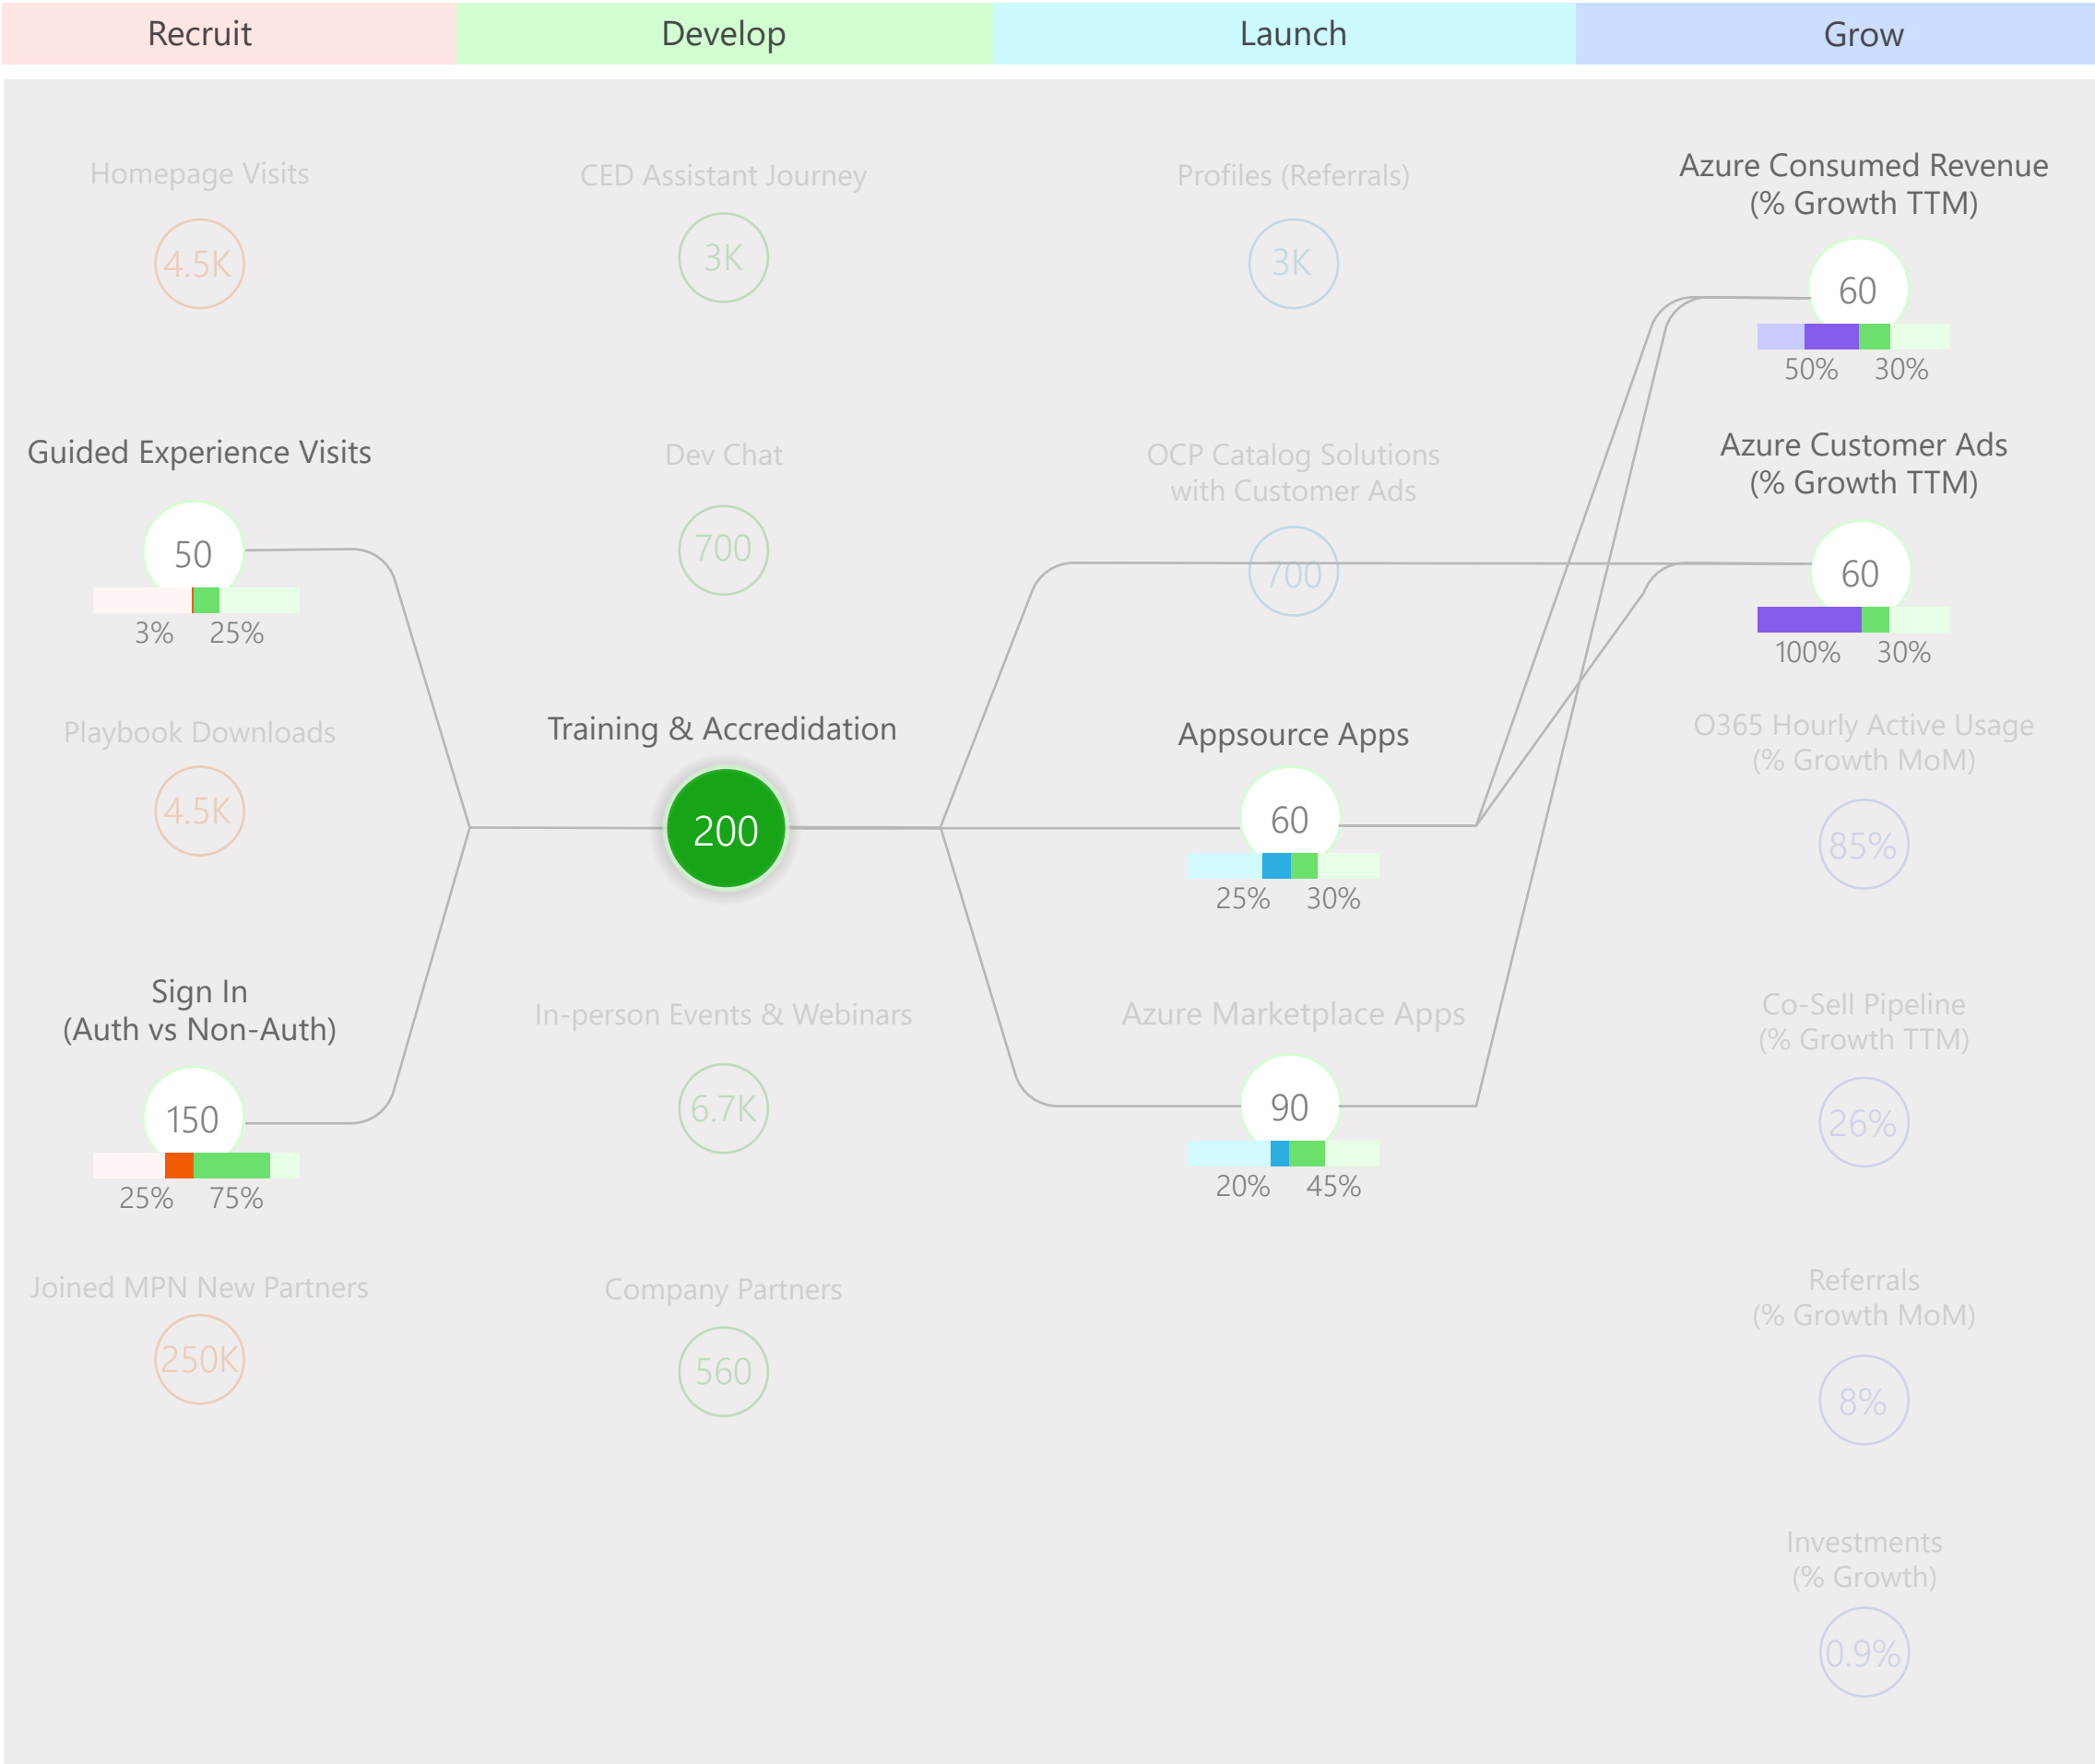 Recruit
Develop
Launch
Grow
Homepage Visits
4.5K
Guided Experience Visits
50
3% 25%
Playbook Downloads
4.5K
Sign In
(Auth vs Non-Auth)
150
25% 75%
Joined MPN New Partners
250K
CED Assistant Journey
3K
Dev Chat
700
Training & Accredidation
200
In-person Events & Webinars
6.7K
Company Partners
560
Profiles (Referrals)
3K
OCP Catalog Solutions
with Customer Ads
700
Appsource Apps
60
25% 30%
Azure Marketplace Apps
90
20% 45%
Azure Consumed Revenue
(% Growth TTM)
60
50% 30%
Azure Customer Ads
(% Growth TTM)
60
100% 30%
O365 Hourly Active Usage
(% Growth MoM)
85%
Co-Sell Pipeline
(% Growth TTM)
26%
Referrals
(% Growth MoM)
8%
Investments
(% Growth)
0.9%